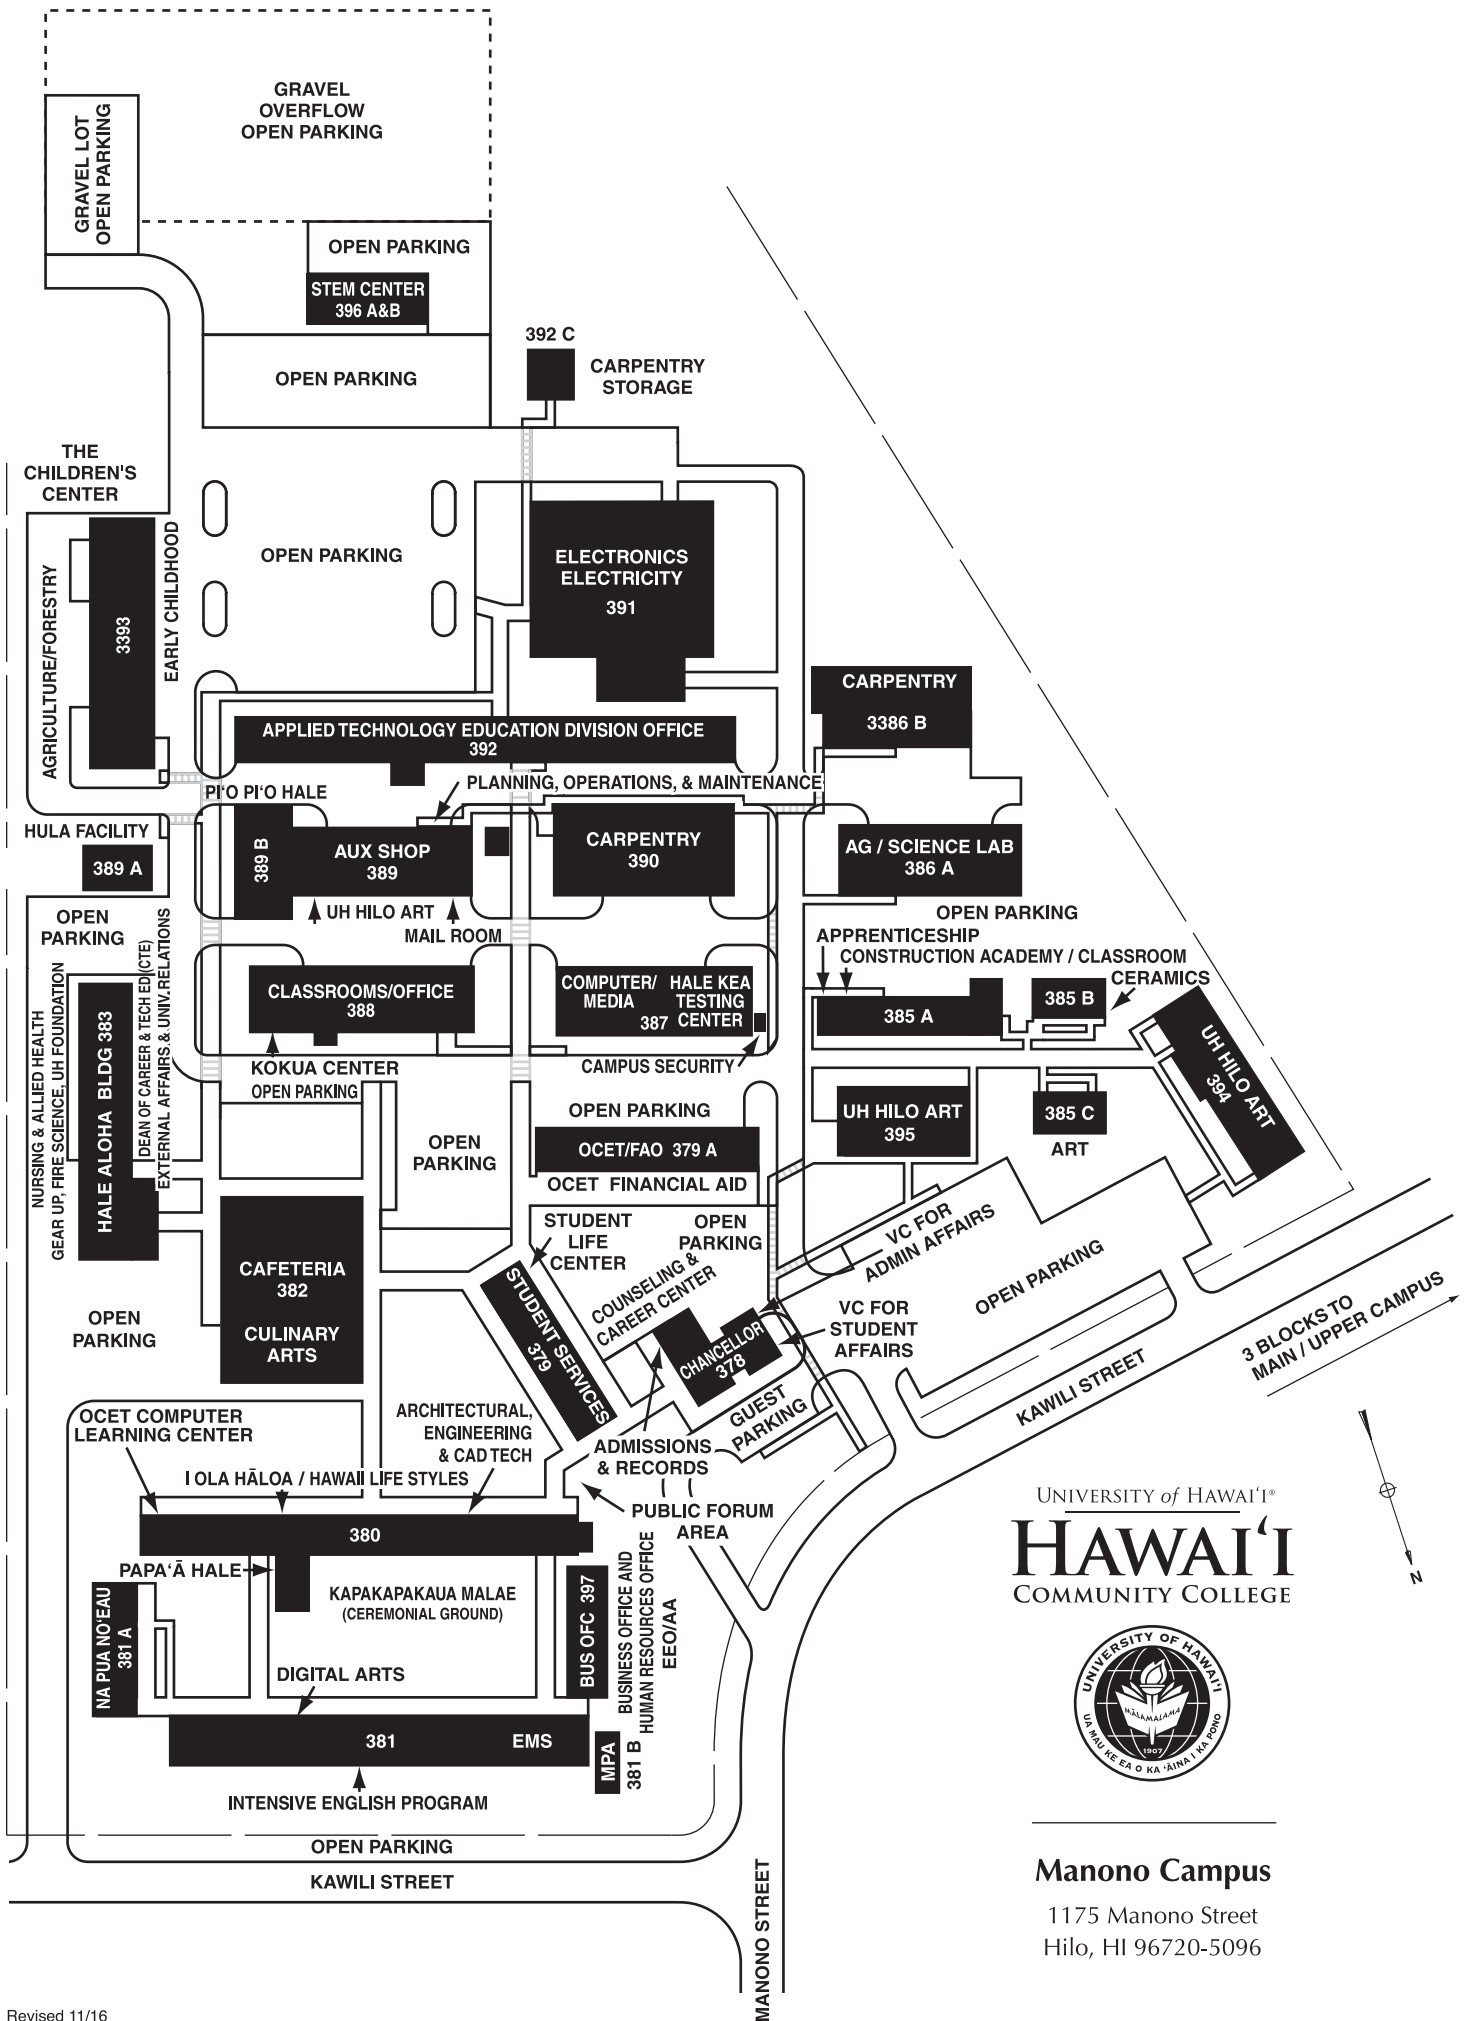 GRAVEL
OVERFLOW
OPEN PARKING
GRAVEL LOT
OPEN PARKING
OPEN PARKING
STEM CENTER
396 A&B
392 C
CARPENTRY
STORAGE
OPEN PARKING
THE
CHILDREN'S
CENTER
OPEN PARKING
ELECTRONICS
ELECTRICITY
391
AGRICULTURE/FORESTRY
3393
EARLY CHILDHOOD
CARPENTRY
3386 B
APPLIED TECHNOLOGY EDUCATION DIVISION OFFICE
392
PLANNING, OPERATIONS, & MAINTENANCE
PI‘O PI‘O HALE
HULA FACILITY
389 A
389 B
AUX SHOP
389
CARPENTRY
390
AG / SCIENCE LAB
386 A
OPEN
PARKING
UH HILO ART
MAIL ROOM
OPEN PARKING
APPRENTICESHIP
CONSTRUCTION ACADEMY / CLASSROOM
CERAMICS
NURSING & ALLIED HEALTH
GEAR UP, FIRE SCIENCE, UH FOUNDATION
HALE ALOHA BLDG 383
DEAN OF CAREER & TECH ED (CTE)
EXTERNAL AFFAIRS & UNIV. RELATIONS
CLASSROOMS/OFFICE
388
COMPUTER/
MEDIA
387
HALE KEA
TESTING
CENTER
385 A
385 B
UH HILO ART
394
KOKUA CENTER
OPEN PARKING
CAMPUS SECURITY
OPEN PARKING
UH HILO ART
395
385 C
ART
OPEN
PARKING
OCET/FAO 379 A
OCET FINANCIAL AID
STUDENT
LIFE
CENTER
OPEN
PARKING
VC FOR
ADMIN AFFAIRS
OPEN PARKING
CAFETERIA
382
CULINARY
ARTS
OPEN
PARKING
STUDENT SERVICES
379
COUNSELING &
CAREER CENTER
CHANCELLOR
378
VC FOR
STUDENT
AFFAIRS
GUEST
PARKING
3 BLOCKS TO
MAIN / UPPER CAMPUS
KAWILI STREET
OCET COMPUTER
LEARNING CENTER
ARCHITECTURAL,
ENGINEERING
& CAD TECH
ADMISSIONS
& RECORDS
I OLA HĀLOA / HAWAII LIFE STYLES
PUBLIC FORUM
AREA
380
PAPA‘Ā HALE
KAPAKAPAKAUA MALAE
(CEREMONIAL GROUND)
NA PUA NO‘EAU
381 A
BUS OFC 397
BUSINESS OFFICE AND
HUMAN RESOURCES OFFICE
EEO/AA
DIGITAL ARTS
381
EMS
MPA
381 B
INTENSIVE ENGLISH PROGRAM
OPEN PARKING
KAWILI STREET
MANONO STREET
N
UNIVERSITY of HAWAI‘I®
HAWAI‘I
COMMUNITY COLLEGE
UNIVERSITY OF HAWAI‘I
MĀLAMALAMA
1907
UA MAU KE EA O KA ‘ĀINA I KA PONO
Manono Campus
1175 Manono Street
Hilo, HI 96720-5096
Revised 11/16